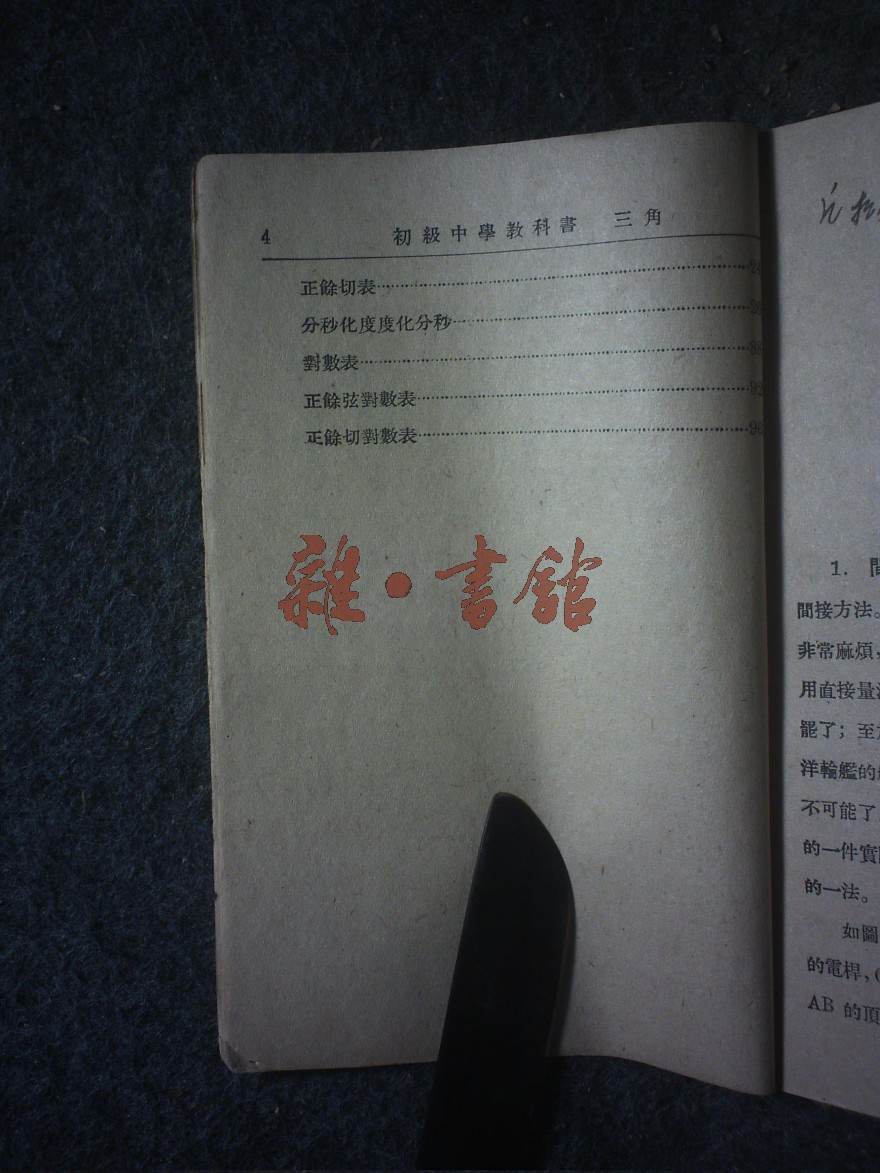 4
初級中學教科書 三角
正餘切表
分秒化度度化分秒
對數表
正餘弦對數表
正餘切對數表
雜·書館
1.
間接方法。
非常麻煩,
用直接量
罷了; 至
洋輪艦的
不可能了
的一件實
的一法。
如圖
的電桿,
AB 的頂